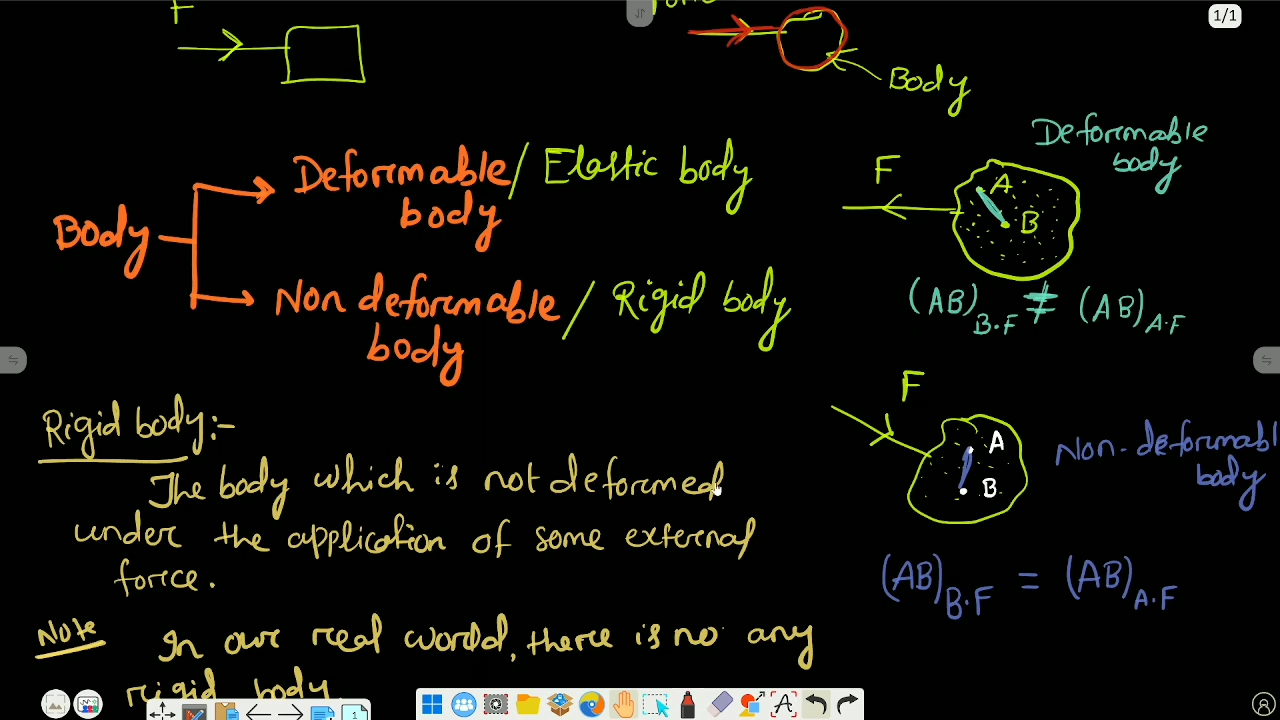 F
1/1
Body
Deformable
body
Deformable / Elastic body
body
F
A
B
Body
(AB)B.F ≠ (AB)A.F
Non deformable / Rigid body
body
F
Rigid body:-
A
B
Non-deformabl
body
The body which is not deformed
under the application of some external
force.
(AB)B.F = (AB)A.F
Note
In our real world, there is no any
rigid body.
A
1